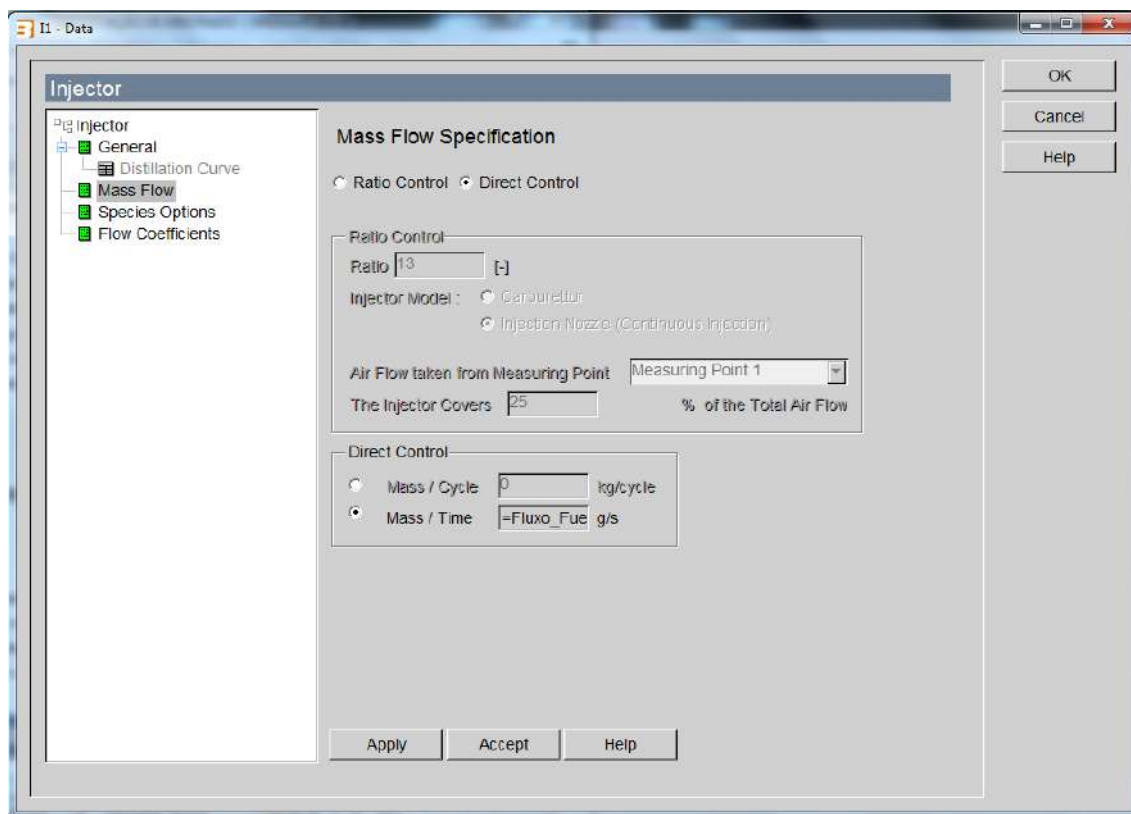 I1 - Data
Injector
OK
Cancel
Help
Injector
General
Distillation Curve
Mass Flow
Species Options
Flow Coefficients
Mass Flow Specification
Ratio Control Direct Control
Ratio Control
Ratio 13 [-]
Injector Model : Carburettor
Injection Nozzle (Continuous Injection)
Air Flow taken from Measuring Point Measuring Point 1
The Injector Covers 25 % of the Total Air Flow
Direct Control
Mass / Cycle 0 kg/cycle
Mass / Time =Fluxo_Fue g/s
Apply Accept Help